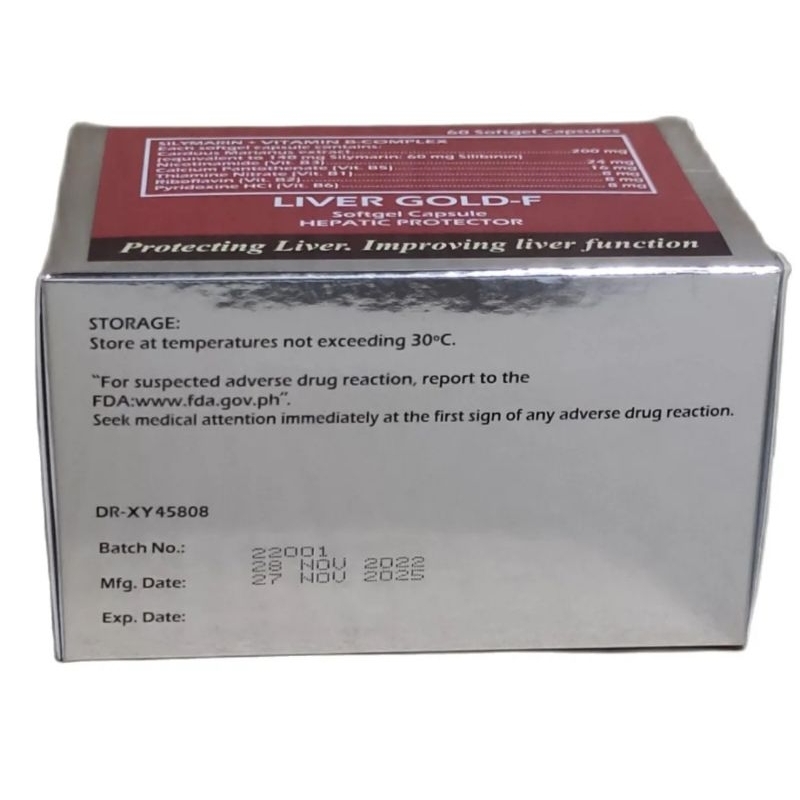 60 Softgel Capsules
SILYMARIN + VITAMIN B-COMPLEX
Each softgel capsule contains:
Carduus Marianus extract 200 mg
(equivalent to 140 mg Silymarin: 60 mg Silibinin)
Nicotinamide (Vit. B3) 24 mg
Calcium Pantothenate (Vit. B5) 16 mg
Thiamine Nitrate (Vit. B1) 8 mg
Riboflavin (Vit. B2) 8 mg
Pyridoxine HCl (Vit. B6) 8 mg
LIVER GOLD-F
Softgel Capsule
HEPATIC PROTECTOR
Protecting Liver. Improving liver function
STORAGE:
Store at temperatures not exceeding 30ºC.
"For suspected adverse drug reaction, report to the
FDA:www.fda.gov.ph".
Seek medical attention immediately at the first sign of any adverse drug reaction.
DR-XY45808
Batch No.: 22001
Mfg. Date: 28 NOV 2022
Exp. Date: 27 NOV 2025